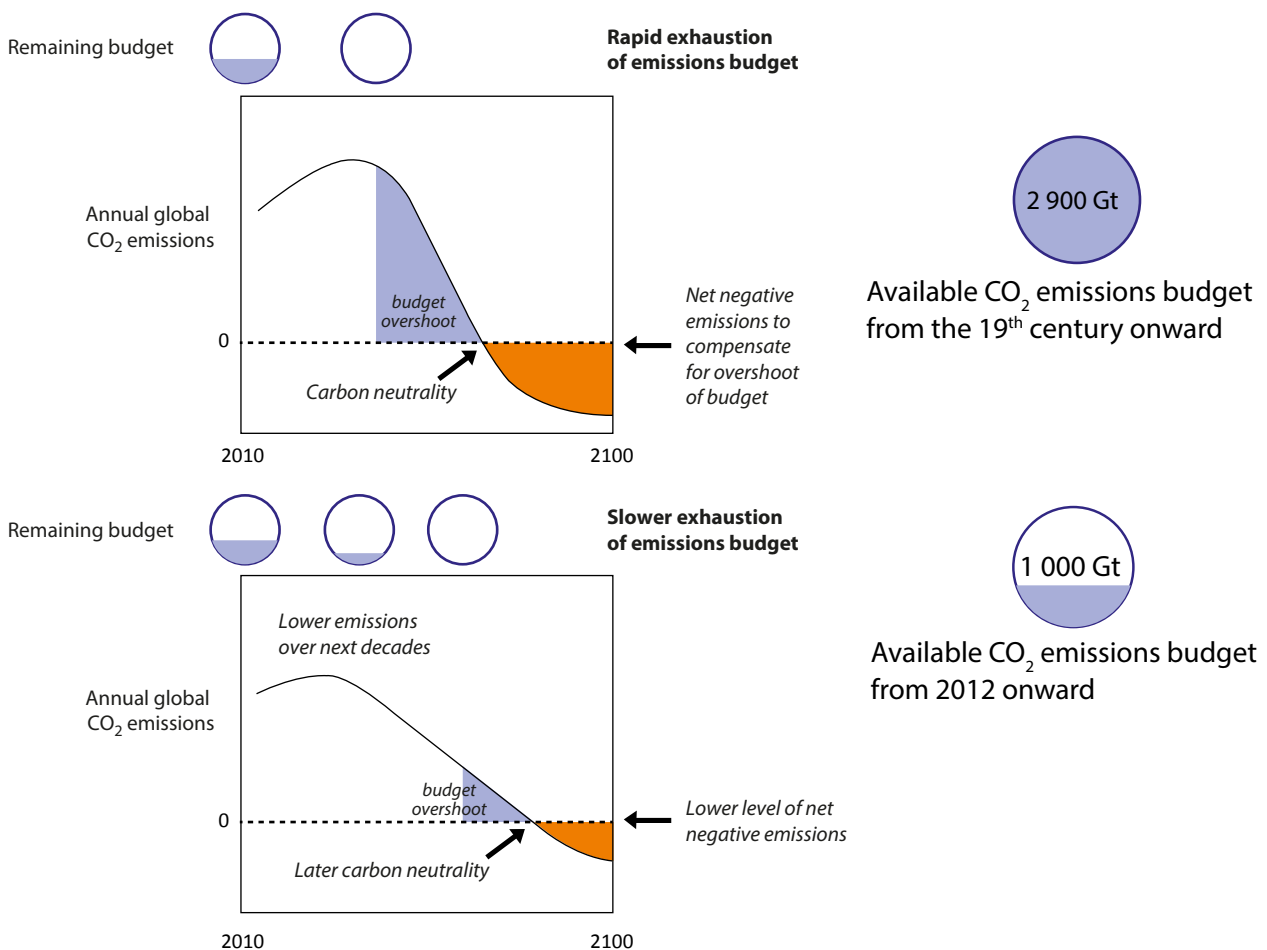 Remaining budget
Rapid exhaustion
of emissions budget
Annual global
CO₂ emissions
budget
overshoot
0
Carbon neutrality
Net negative
emissions to
compensate
for overshoot
of budget
2010
2100
2 900 Gt
Available CO₂ emissions budget
from the 19th century onward
Remaining budget
Slower exhaustion
of emissions budget
Lower emissions
over next decades
Annual global
CO₂ emissions
budget
overshoot
0
Later carbon neutrality
Lower level of net
negative emissions
2010
2100
1 000 Gt
Available CO₂ emissions budget
from 2012 onward